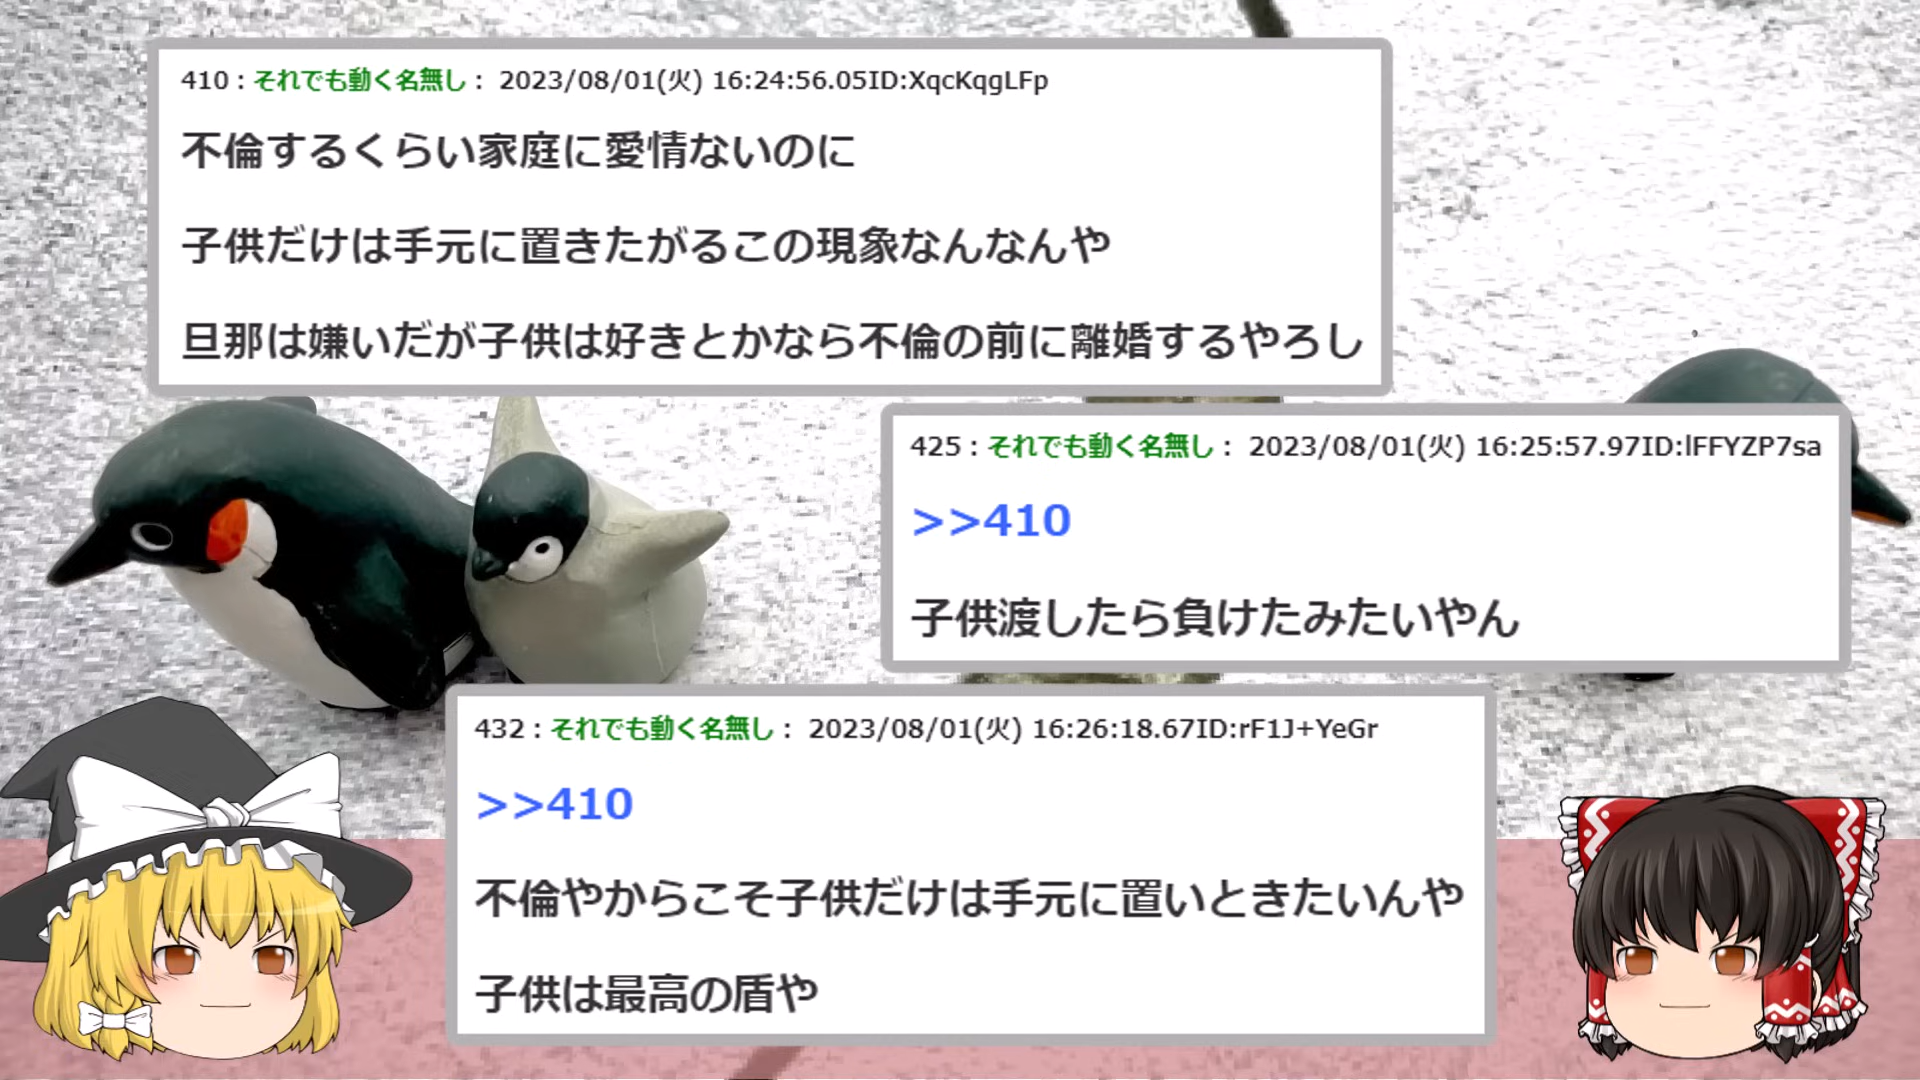 410：それでも動く名無し： 2023/08/01(火) 16:24:56.05ID:XqcKqgLFp
不倫するくらい家庭に愛情ないのに
子供だけは手元に置きたがるこの現象なんなんや
旦那は嫌いだが子供は好きとかなら不倫の前に離婚するやろし
425：それでも動く名無し： 2023/08/01(火) 16:25:57.97ID:lFFYZP7sa
>>410
子供渡したら負けたみたいやん
432：それでも動く名無し： 2023/08/01(火) 16:26:18.67ID:rF1J+YeGr
>>410
不倫やからこそ子供だけは手元に置いときたいんや
子供は最高の盾や